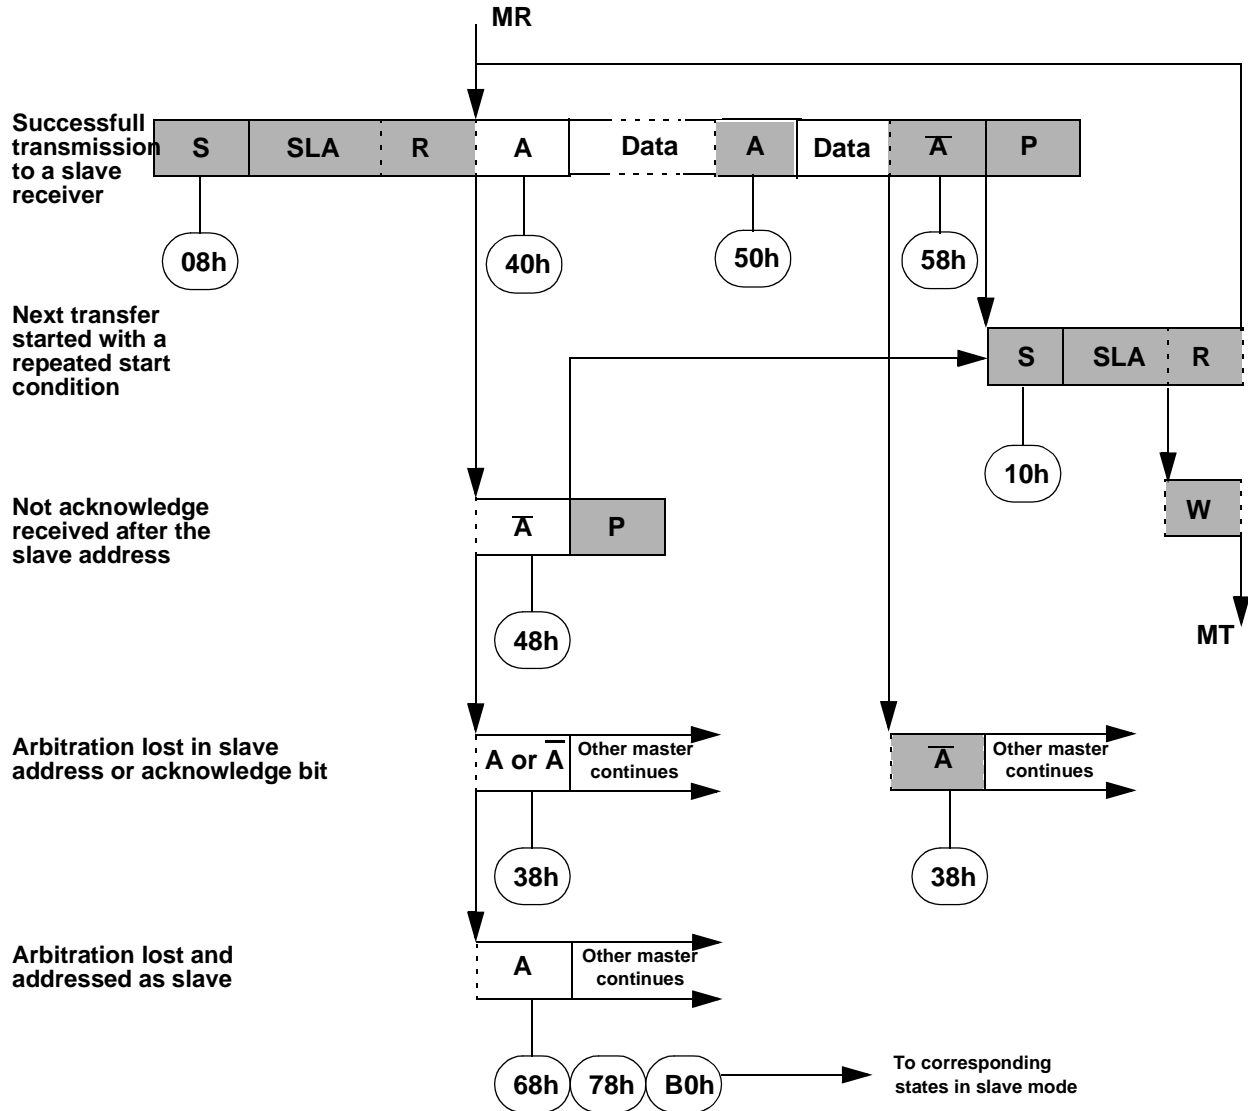 MR
Successfull
transmission
to a slave
receiver
S SLA R A Data A Data A̅ P
08h 40h 50h 58h
Next transfer
started with a
repeated start
condition
S SLA R
10h
Not acknowledge
received after the
slave address
A̅ P
W
48h
MT
Arbitration lost in slave
address or acknowledge bit
A or A̅
Other master
continues
A̅
Other master
continues
38h 38h
Arbitration lost and
addressed as slave
A
Other master
continues
68h 78h B0h
To corresponding
states in slave mode